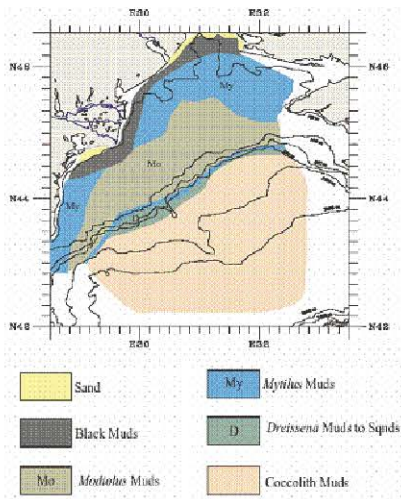 E30 E32
N46 N46
My
Mo
N44 N44
My
N42 N42
E30 E32
Sand
My Mytilus Muds
Black Muds
D Dreissena Muds to Sqnds
Mo Modiolus Muds
Coccolith Muds